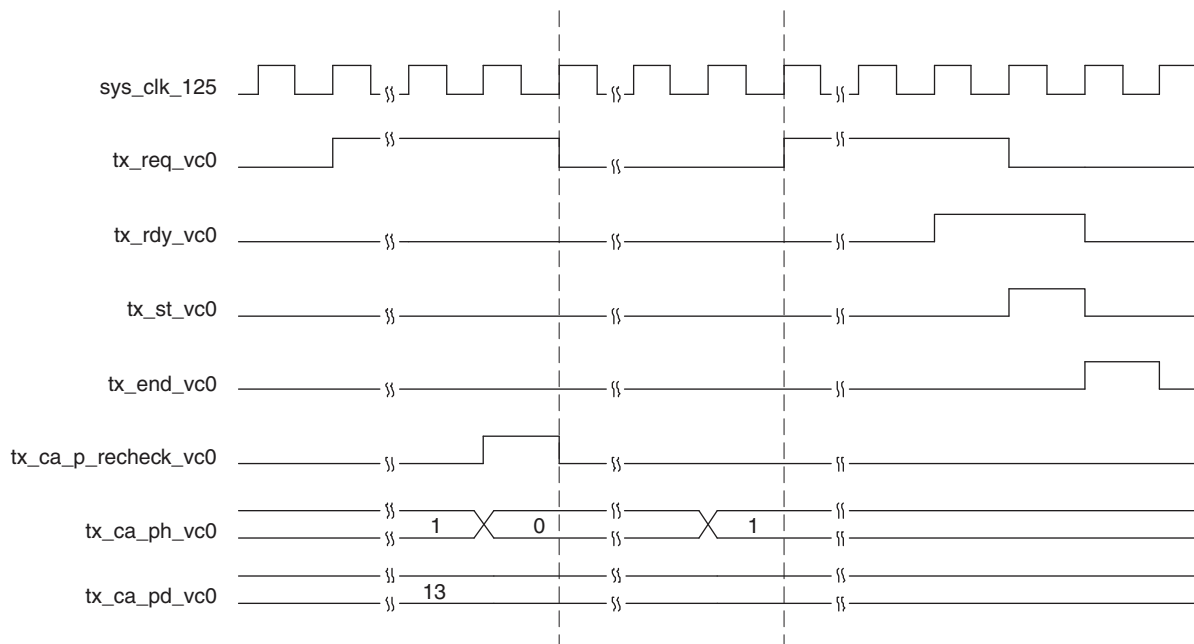 sys_clk_125
tx_req_vc0
tx_rdy_vc0
tx_st_vc0
tx_end_vc0
tx_ca_p_recheck_vc0
tx_ca_ph_vc0 1 0 1
tx_ca_pd_vc0 13